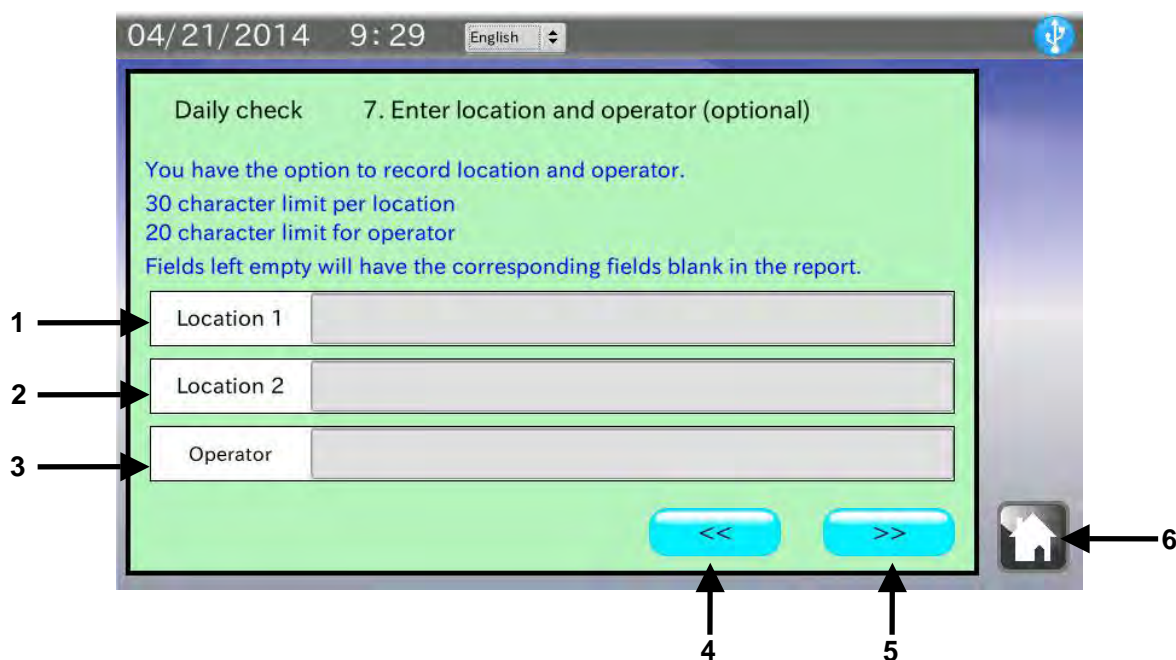 04/21/2014 9:29 English
Daily check 7. Enter location and operator (optional)
You have the option to record location and operator.
30 character limit per location
20 character limit for operator
Fields left empty will have the corresponding fields blank in the report.
1 Location 1
2 Location 2
3 Operator
<< >>
6
4 5